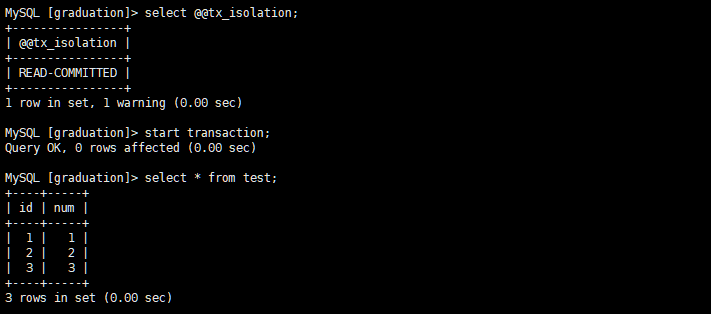 MySQL [graduation]> select @@tx_isolation;
+----------------+
| @@tx_isolation |
+----------------+
| READ-COMMITTED |
+----------------+
1 row in set, 1 warning (0.00 sec)
MySQL [graduation]> start transaction;
Query OK, 0 rows affected (0.00 sec)
MySQL [graduation]> select * from test;
+----+-----+
| id | num |
+----+-----+
|  1 |   1 |
|  2 |   2 |
|  3 |   3 |
+----+-----+
3 rows in set (0.00 sec)